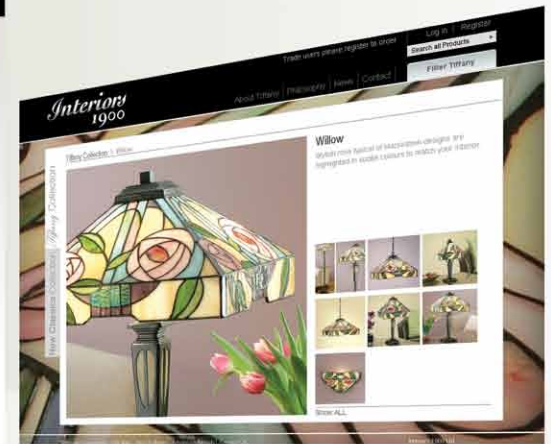 Log in | Register
Trade users please register to order
Search all Products
Filter Tiffany
Interiors
1900
About Tiffany | Philosophy | News | Contact
Tiffany Collection > Willow
Willow
Stylish rose typical of Macintosh designs are
highlighted in subtle colours to match your interior
New Classics Collection Tiffany Collection
Show ALL